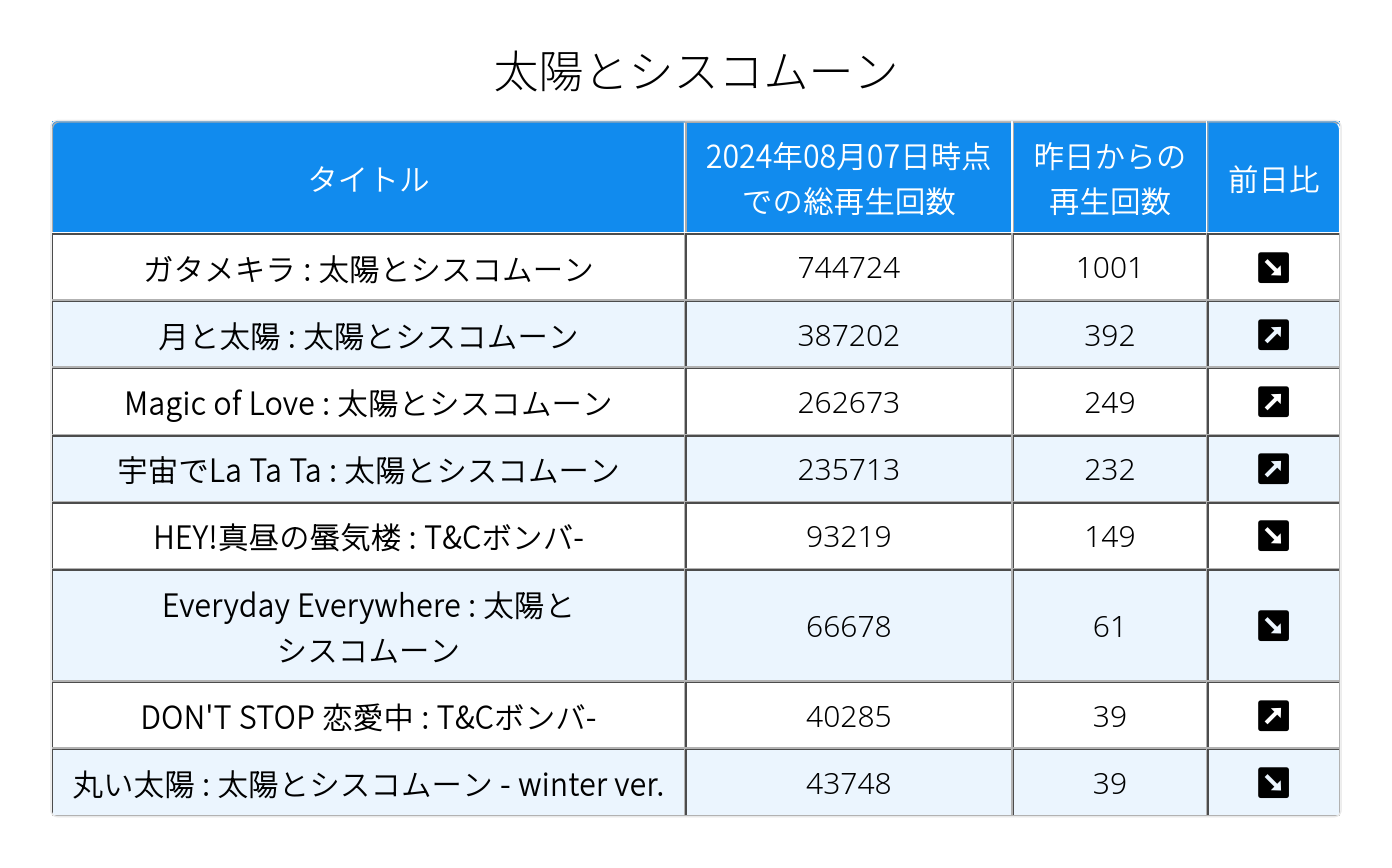 太陽とシスコムーン
タイトル
2024年08月07日時点
での総再生回数
昨日からの
再生回数
前日比
ガタメキラ : 太陽とシスコムーン 744724 1001
月と太陽 : 太陽とシスコムーン 387202 392
Magic of Love : 太陽とシスコムーン 262673 249
宇宙でLa Ta Ta : 太陽とシスコムーン 235713 232
HEY!真昼の蜃気楼 : T&Cボンバ- 93219 149
Everyday Everywhere : 太陽と
シスコムーン
66678 61
DON'T STOP 恋愛中 : T&Cボンバ- 40285 39
丸い太陽 : 太陽とシスコムーン - winter ver. 43748 39